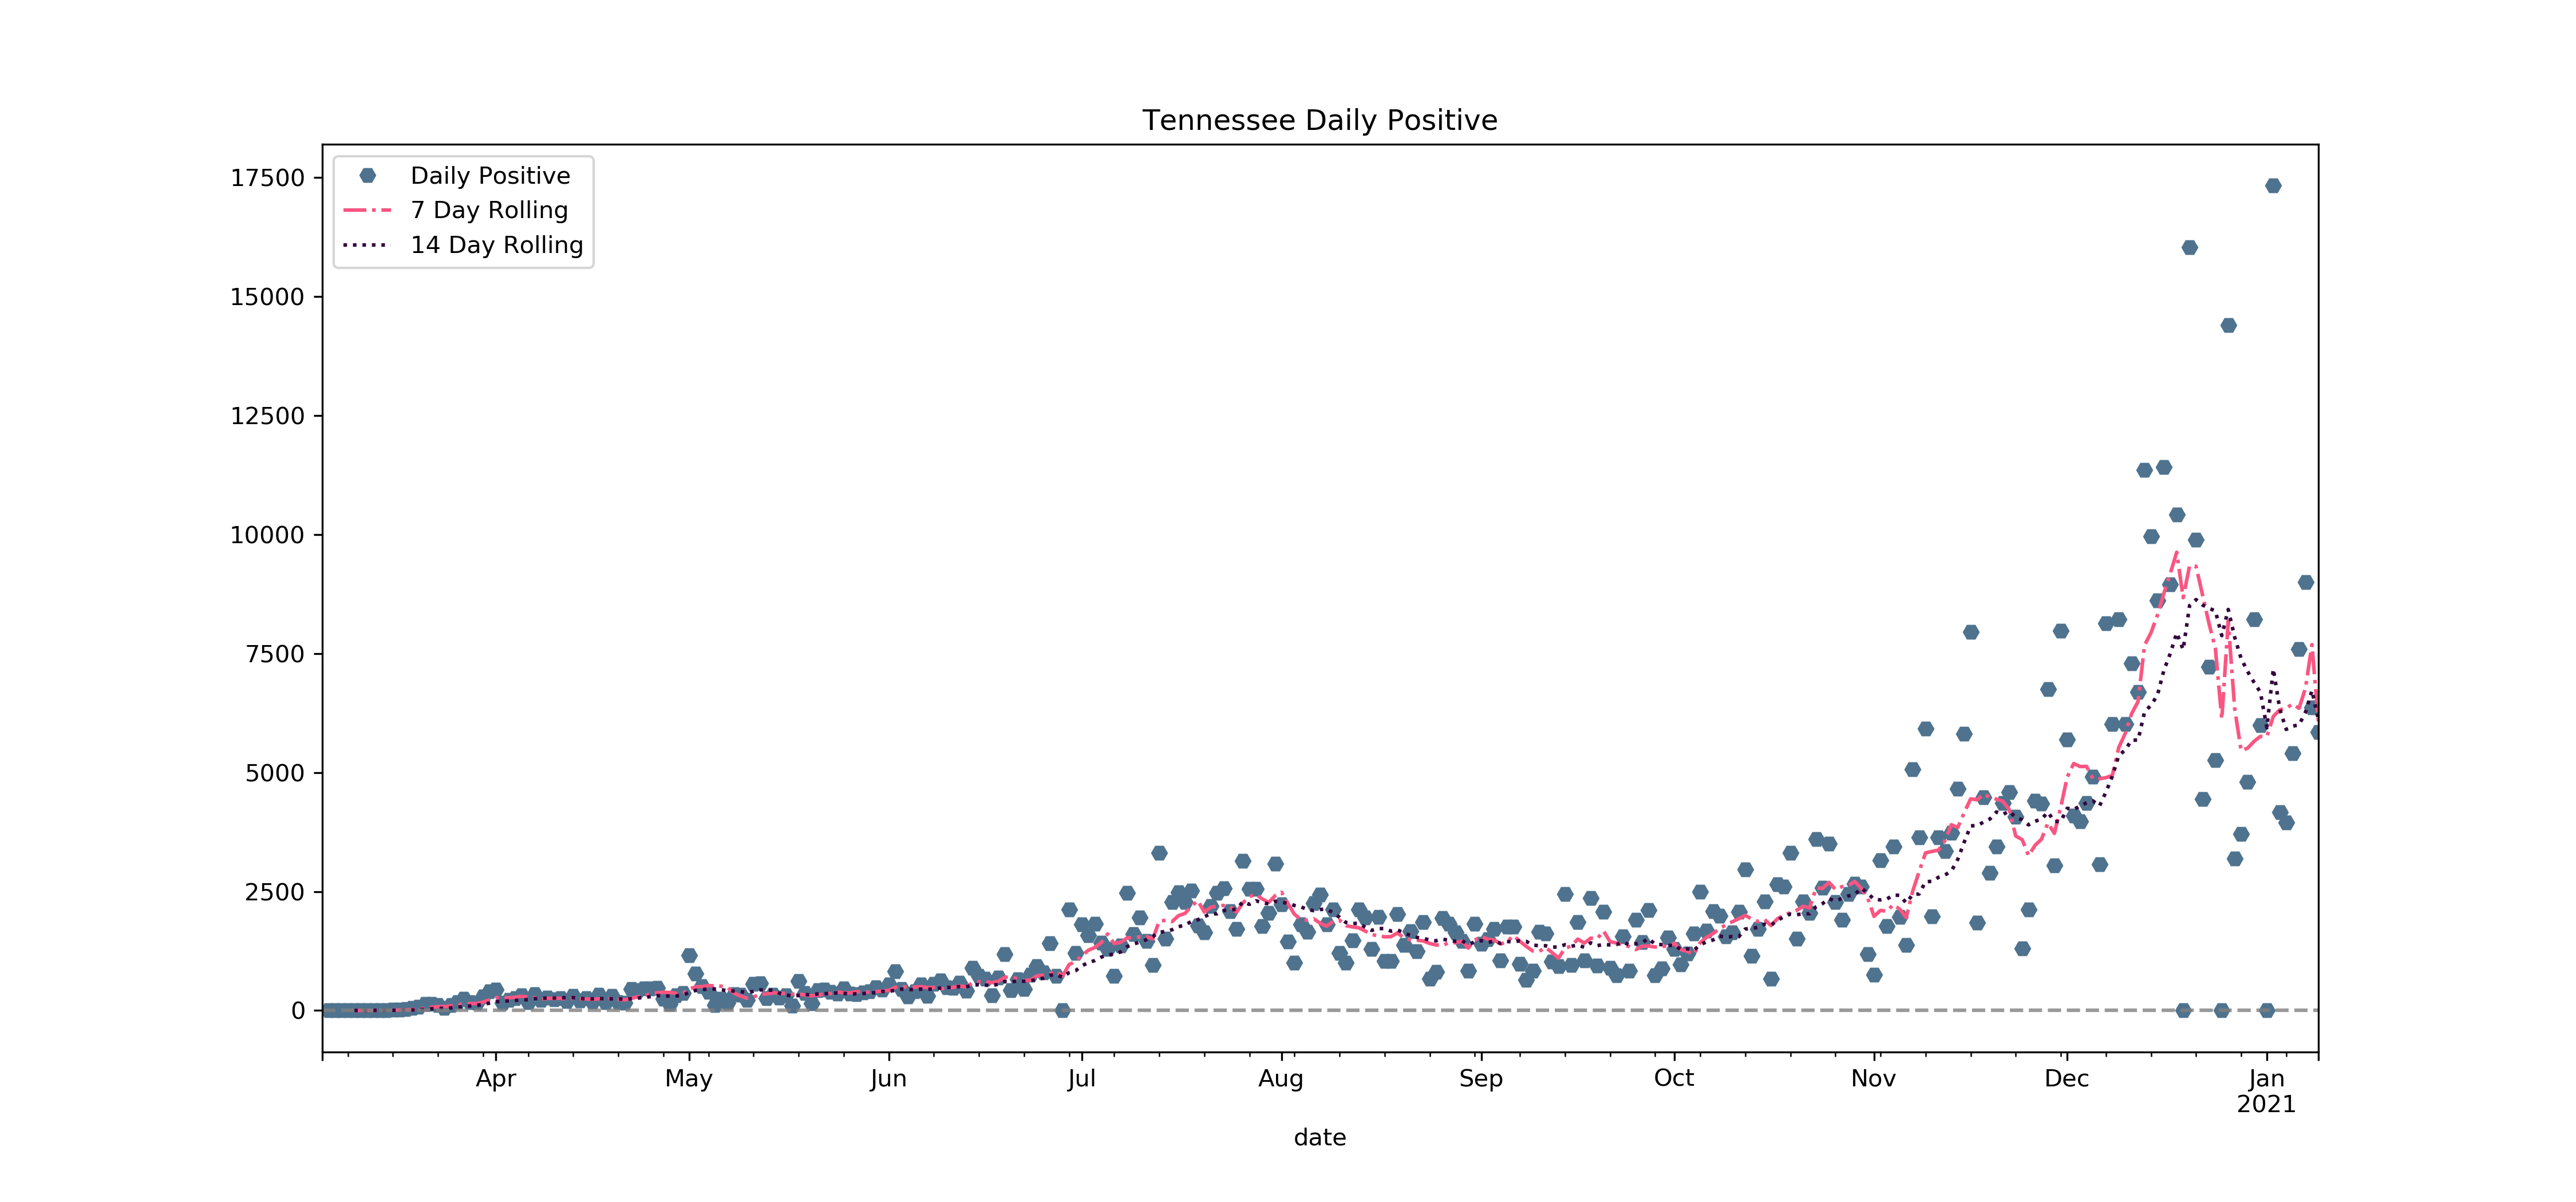 Tennessee Daily Positive
Daily Positive
7 Day Rolling
14 Day Rolling
17500
15000
12500
10000
7500
5000
2500
0
Apr May Jun Jul Aug Sep Oct Nov Dec Jan
2021
date